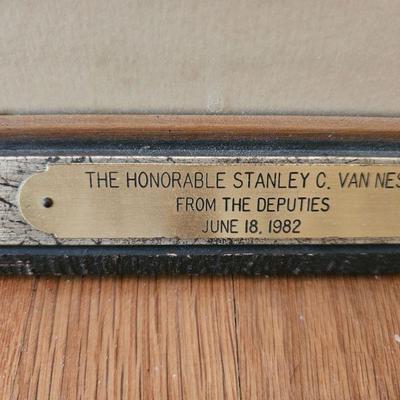 THE HONORABLE STANLEY C. VAN NES
FROM THE DEPUTIES
JUNE 18, 1982